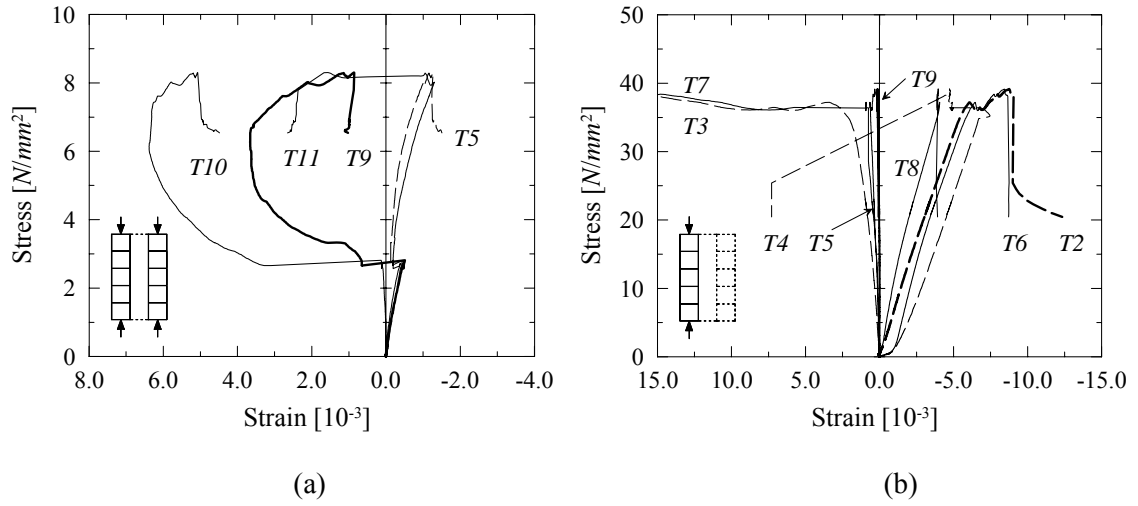 10
8
6
4
2
0
Stress [N/mm²]
T10
T11
T9
T5
8.0 6.0 4.0 2.0 0.0 -2.0 -4.0
Strain [10⁻³]
(a)
50
40
30
20
10
0
Stress [N/mm²]
T7
T3
T9
T8
T4
T5
T6
T2
15.0 10.0 5.0 0.0 -5.0 -10.0 -15.0
Strain [10⁻³]
(b)